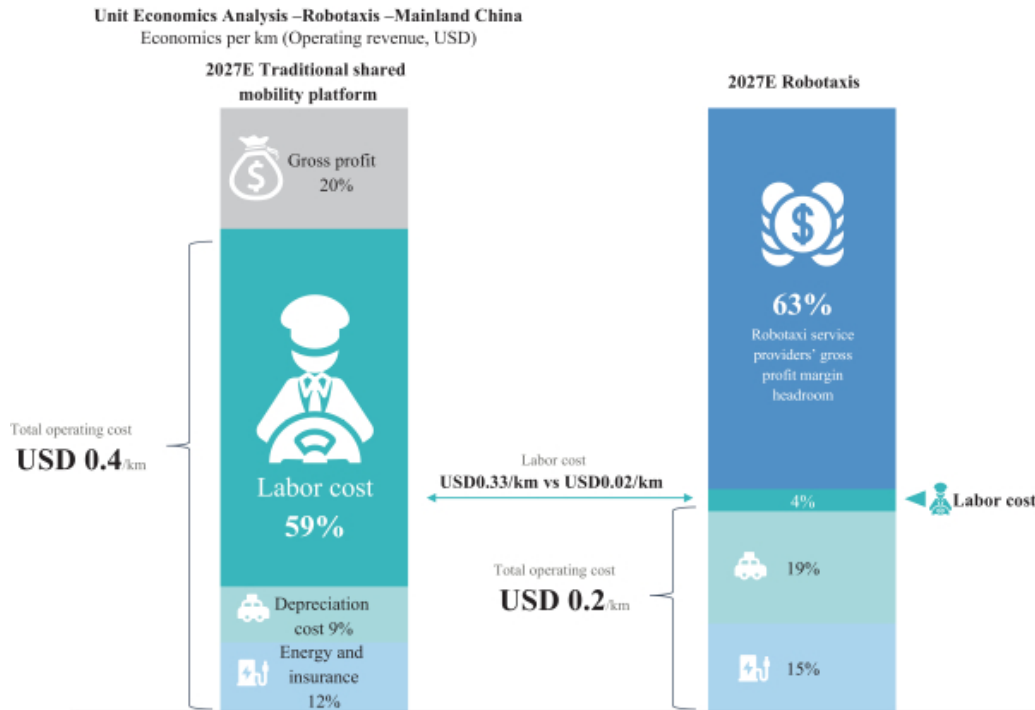 Unit Economics Analysis –Robotaxis –Mainland China
Economics per km (Operating revenue, USD)
2027E Traditional shared
mobility platform
Gross profit
20%
Total operating cost
USD 0.4/km
Labor cost
59%
Depreciation
cost 9%
Energy and
insurance
12%
Labor cost
USD0.33/km vs USD0.02/km
2027E Robotaxis
63%
Robotaxi service
providers' gross
profit margin
headroom
4%
Labor cost
Total operating cost
USD 0.2/km
19%
15%